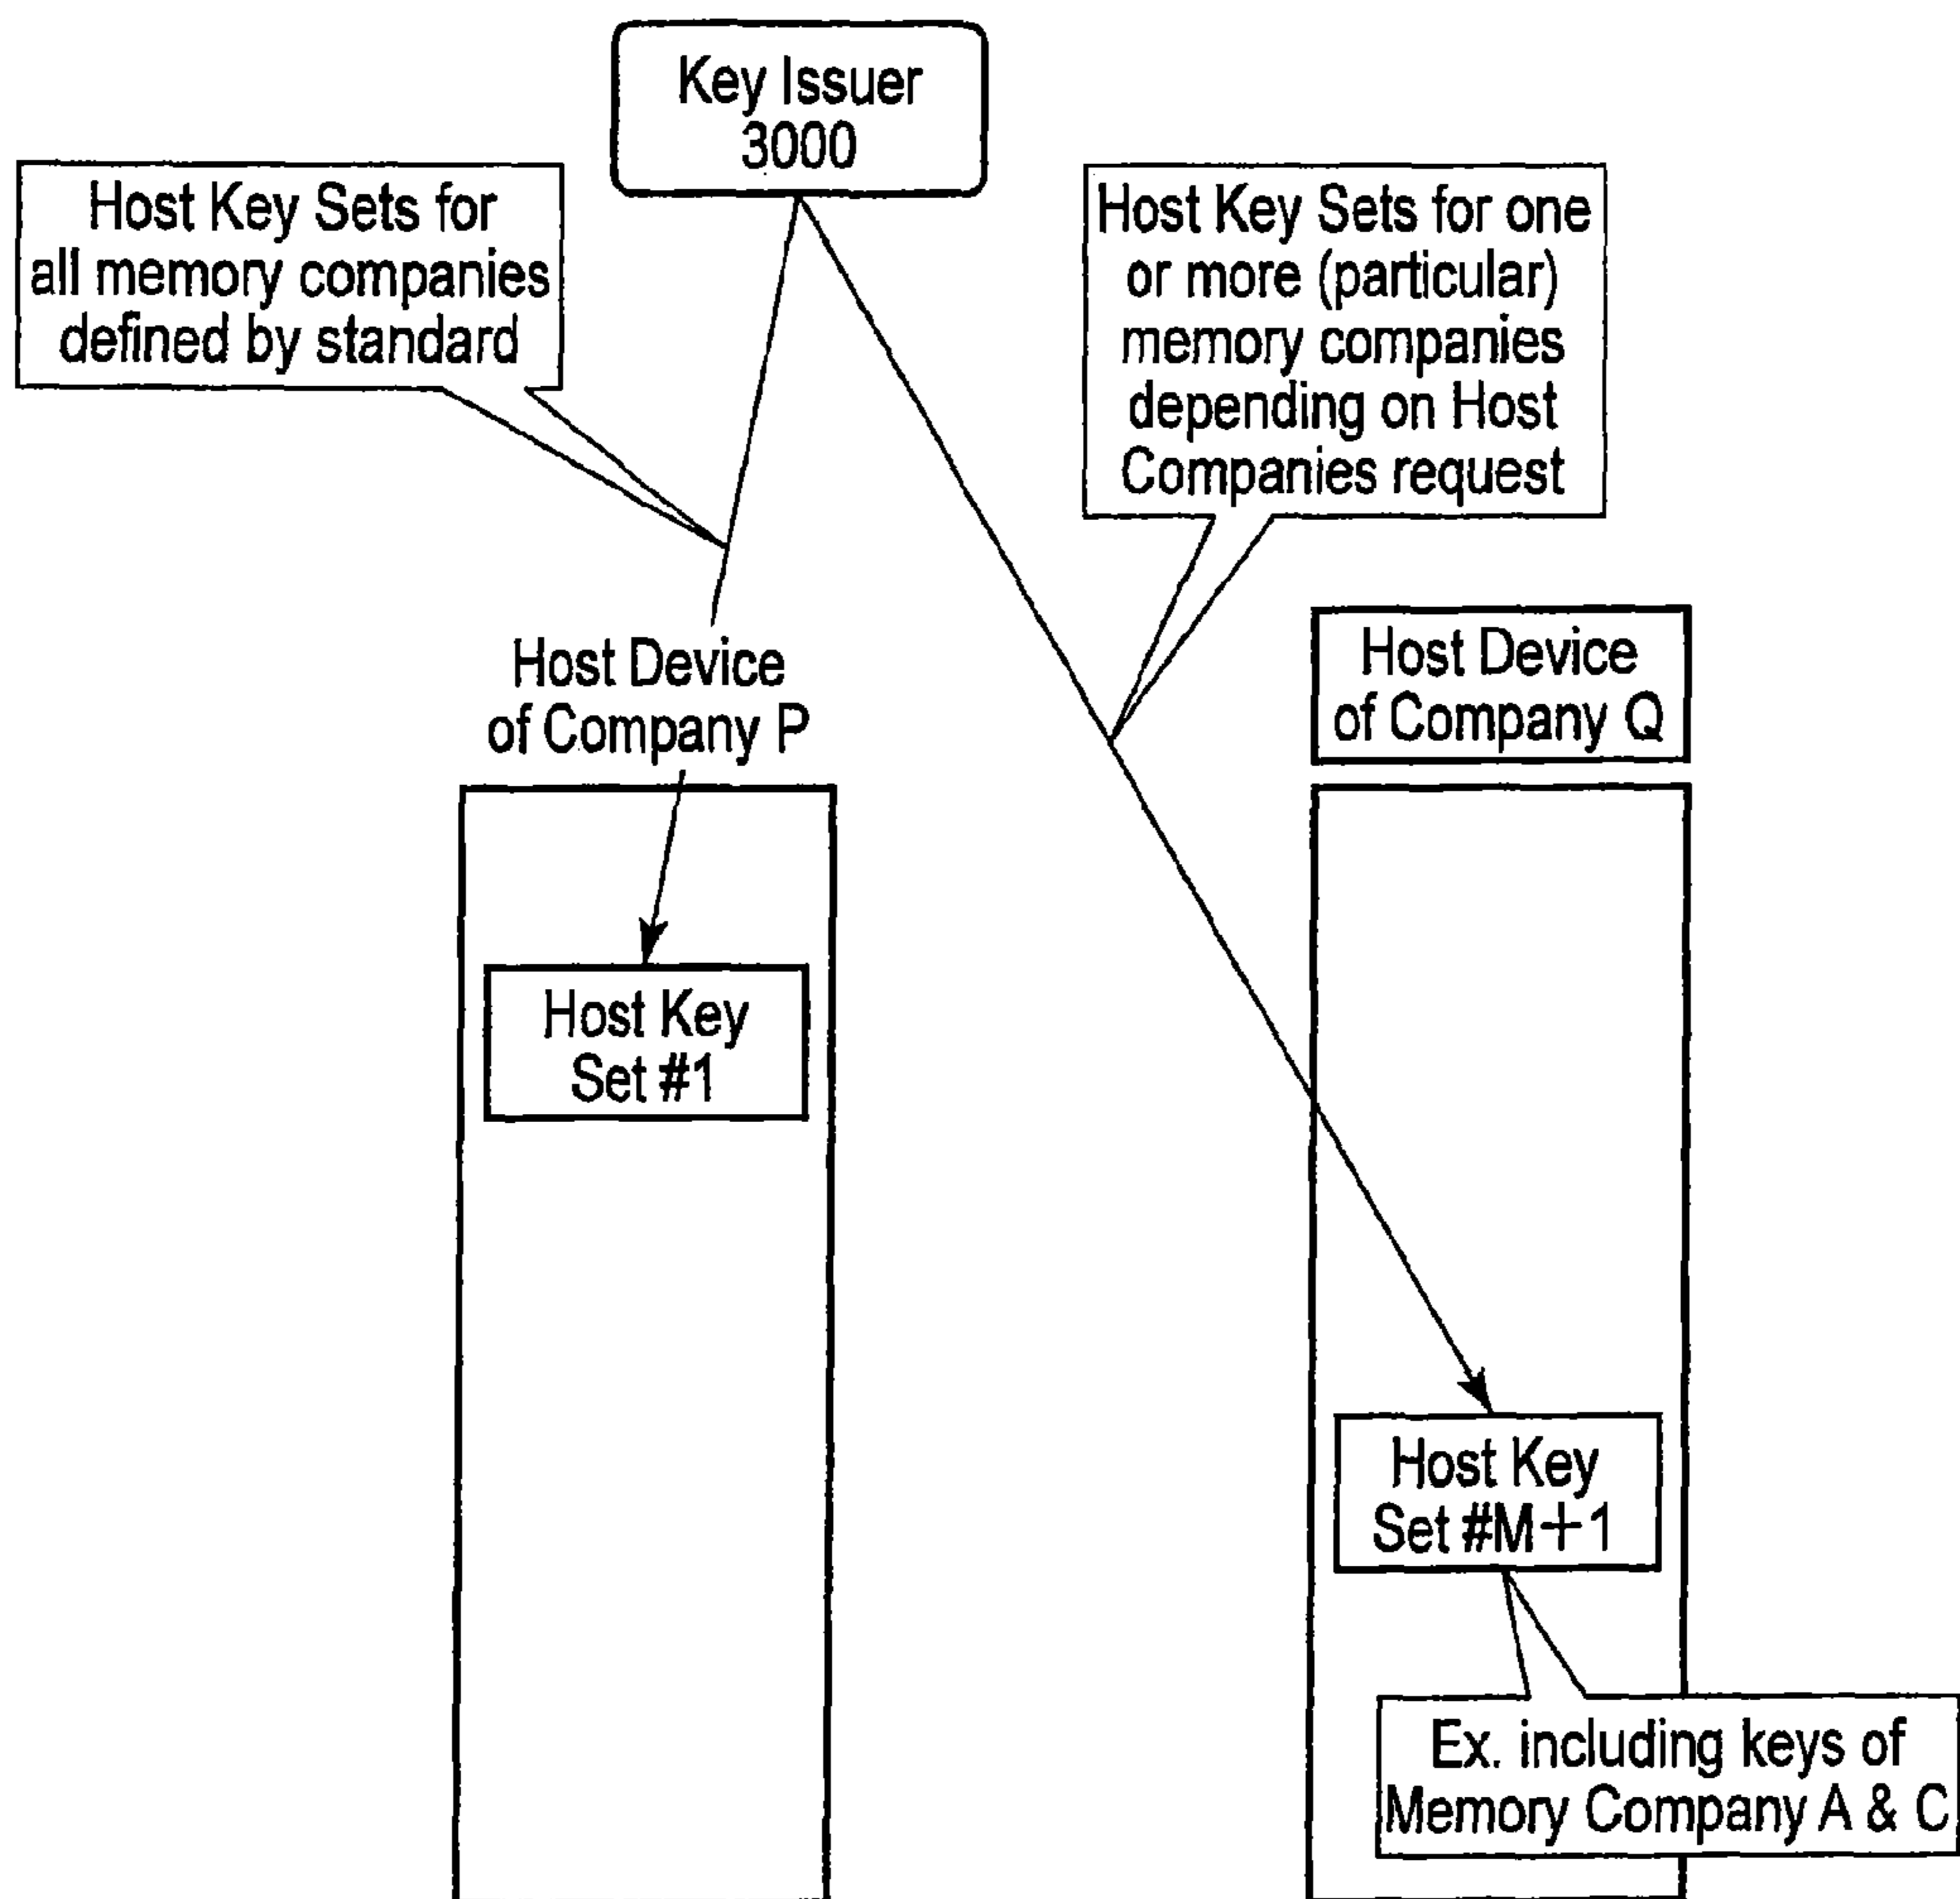 Key Issuer
3000
Host Key Sets for
all memory companies
defined by standard
Host Key Sets for one
or more (particular)
memory companies
depending on Host
Companies request
Host Device
of Company P
Host Device
of Company Q
Host Key
Set #1
Host Key
Set #M+1
Ex. including keys of
Memory Company A & C